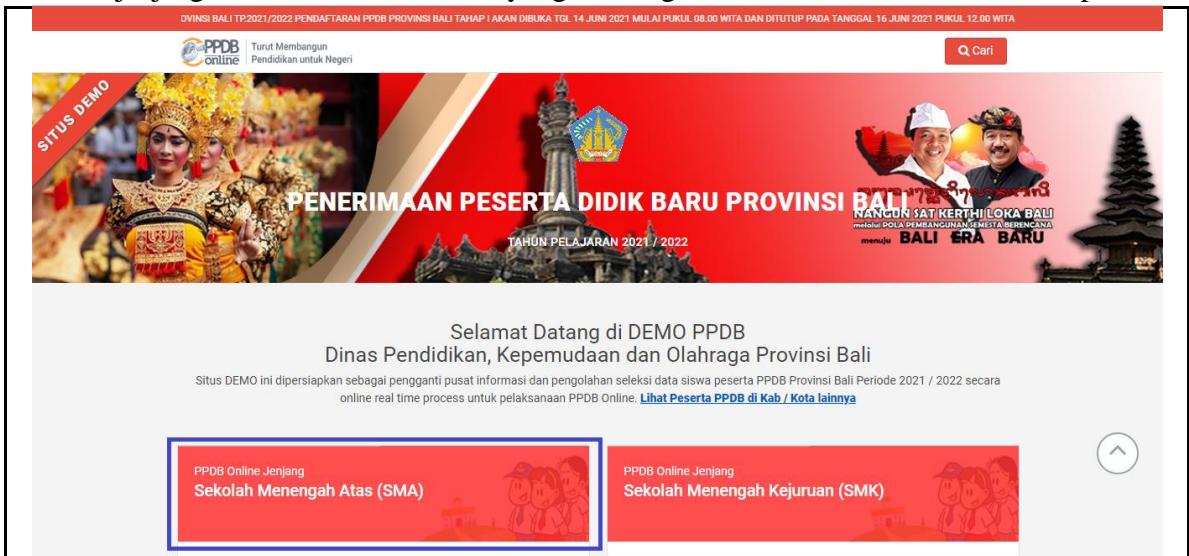 OVINSI BALI TP.2021/2022 PENDAFTARAN PPDB PROVINSI BALI TAHAP I AKAN DIBUKA TGL. 14 JUNI 2021 MULAI PUKUL 08.00 WITA DAN DITUTUP PADA TANGGAL 16 JUNI 2021 PUKUL 12.00 WITA
PPDB online
Turut Membangun
Pendidikan untuk Negeri
Cari
SITUS DEMO
PENERIMAAN PESERTA DIDIK BARU PROVINSI BALI
TAHUN PELAJARAN 2021 / 2022
NANGUN SAT KERTHI LOKA BALI
melalui POLA PEMBANGUNAN SEMESTA BERENCANA
menuju BALI ERA BARU
Selamat Datang di DEMO PPDB
Dinas Pendidikan, Kepemudaan dan Olahraga Provinsi Bali
Situs DEMO ini dipersiapkan sebagai pengganti pusat informasi dan pengolahan seleksi data siswa peserta PPDB Provinsi Bali Periode 2021 / 2022 secara
online real time process untuk pelaksanaan PPDB Online. Lihat Peserta PPDB di Kab / Kota lainnya
PPDB Online Jenjang
Sekolah Menengah Atas (SMA)
PPDB Online Jenjang
Sekolah Menengah Kejuruan (SMK)